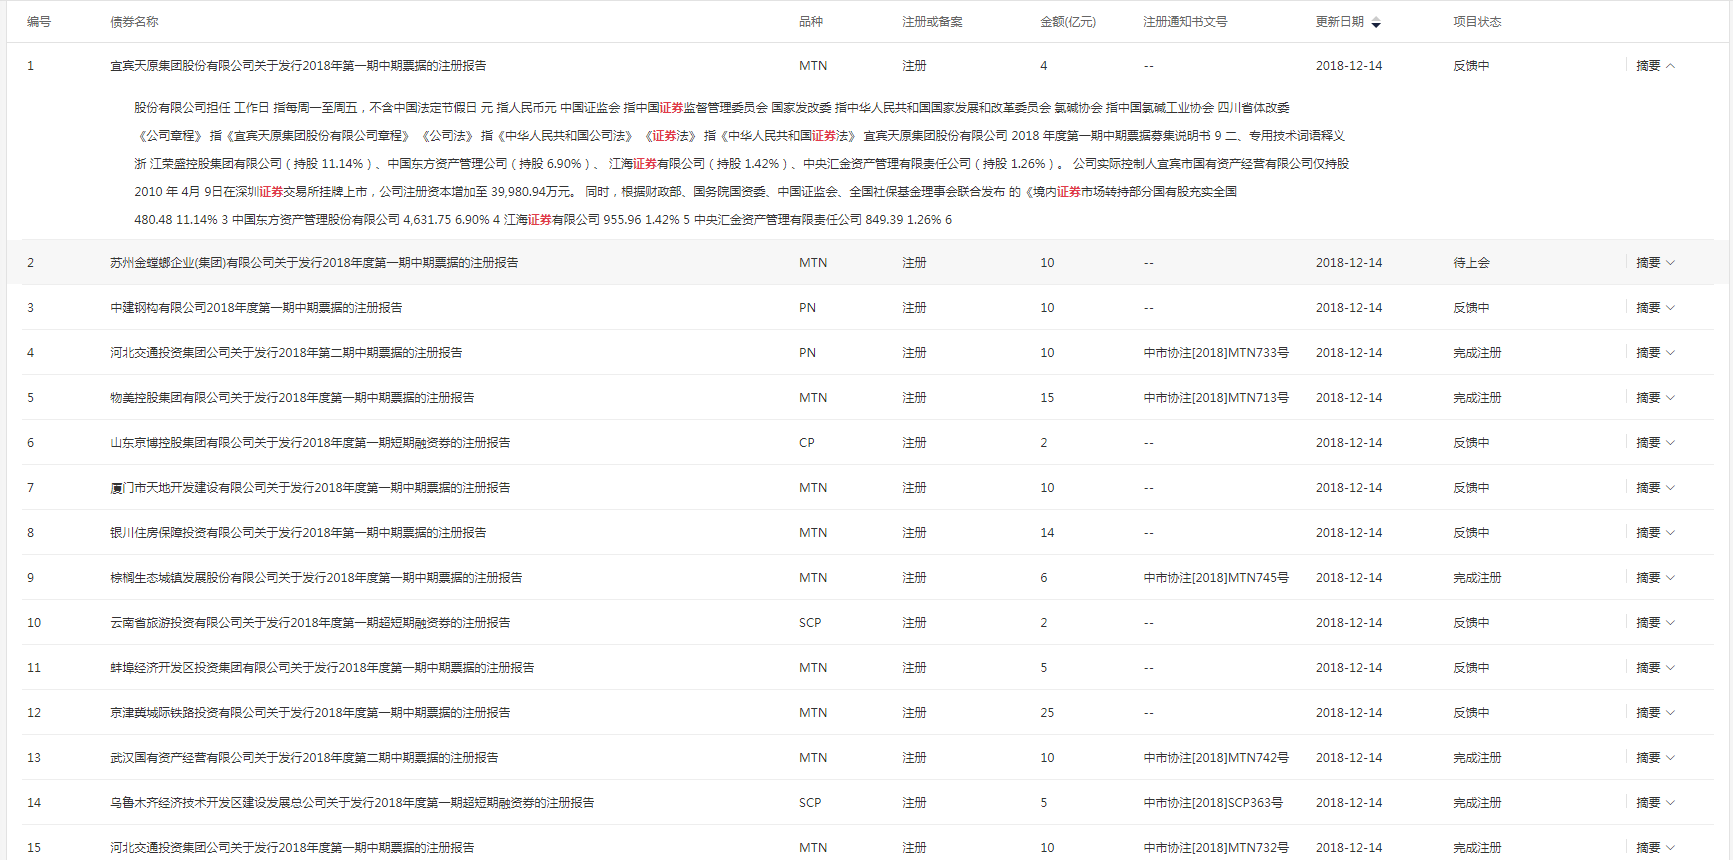 编号 债券名称 品种 注册或备案 金额(亿元) 注册通知书文号 更新日期 项目状态
1 宜宾天原集团股份有限公司关于发行2018年第一期中期票据的注册报告 MTN 注册 4 -- 2018-12-14 反馈中 摘要
股份有限公司担任 工作日 指每周一至周五，不含中国法定节假日 元 指人民币元 中国证监会 指中国证券监督管理委员会 国家发改委 指中华人民共和国国家发展和改革委员会 氯碱协会 指中国氯碱工业协会 四川省体改委
《公司章程》 指《宜宾天原集团股份有限公司章程》 《公司法》 指《中华人民共和国公司法》 《证券法》 指《中华人民共和国证券法》 宜宾天原集团股份有限公司 2018 年度第一期中期票据募集说明书 9 二、专用技术词语释义
浙 江荣盛控股集团有限公司（持股 11.14%）、中国东方资产管理公司（持股 6.90%）、 江海证券有限公司（持股 1.42%）、中央汇金资产管理有限责任公司（持股 1.26%）。 公司实际控制人宜宾市国有资产经营有限公司仅持股
2010 年 4月 9日在深圳证券交易所挂牌上市，公司注册资本增加至 39,980.94万元。 同时，根据财政部、国务院国资委、中国证监会、全国社保基金理事会联合发布 的《境内证券市场转持部分国有股充实全国
480.48 11.14% 3 中国东方资产管理股份有限公司 4,631.75 6.90% 4 江海证券有限公司 955.96 1.42% 5 中央汇金资产管理有限责任公司 849.39 1.26% 6
2 苏州金螳螂企业(集团)有限公司关于发行2018年度第一期中期票据的注册报告 MTN 注册 10 -- 2018-12-14 待上会 摘要
3 中建钢构有限公司2018年度第一期中期票据的注册报告 PN 注册 10 -- 2018-12-14 反馈中 摘要
4 河北交通投资集团公司关于发行2018年第二期中期票据的注册报告 PN 注册 10 中市协注[2018]MTN733号 2018-12-14 完成注册 摘要
5 物美控股集团有限公司关于发行2018年度第一期中期票据的注册报告 MTN 注册 15 中市协注[2018]MTN713号 2018-12-14 完成注册 摘要
6 山东京博控股集团有限公司关于发行2018年度第一期短期融资券的注册报告 CP 注册 2 -- 2018-12-14 反馈中 摘要
7 厦门市天地开发建设有限公司关于发行2018年度第一期中期票据的注册报告 MTN 注册 10 -- 2018-12-14 反馈中 摘要
8 银川住房保障投资有限公司关于发行2018年第一期中期票据的注册报告 MTN 注册 14 -- 2018-12-14 反馈中 摘要
9 棕榈生态城镇发展股份有限公司关于发行2018年度第一期中期票据的注册报告 MTN 注册 6 中市协注[2018]MTN745号 2018-12-14 完成注册 摘要
10 云南省旅游投资有限公司关于发行2018年第一期超短期融资券的注册报告 SCP 注册 2 -- 2018-12-14 反馈中 摘要
11 蚌埠经济开发区投资集团有限公司关于发行2018年度第一期中期票据的注册报告 MTN 注册 5 -- 2018-12-14 反馈中 摘要
12 京津冀城际铁路投资有限公司关于发行2018年度第一期中期票据的注册报告 MTN 注册 25 -- 2018-12-14 反馈中 摘要
13 武汉国有资产经营有限公司关于发行2018年度第二期中期票据的注册报告 MTN 注册 10 中市协注[2018]MTN742号 2018-12-14 完成注册 摘要
14 乌鲁木齐经济技术开发区建设发展总公司关于发行2018年度第一期超短期融资券的注册报告 SCP 注册 5 中市协注[2018]SCP363号 2018-12-14 完成注册 摘要
15 河北交通投资集团公司关于发行2018年度第一期中期票据的注册报告 MTN 注册 10 中市协注[2018]MTN732号 2018-12-14 完成注册 摘要